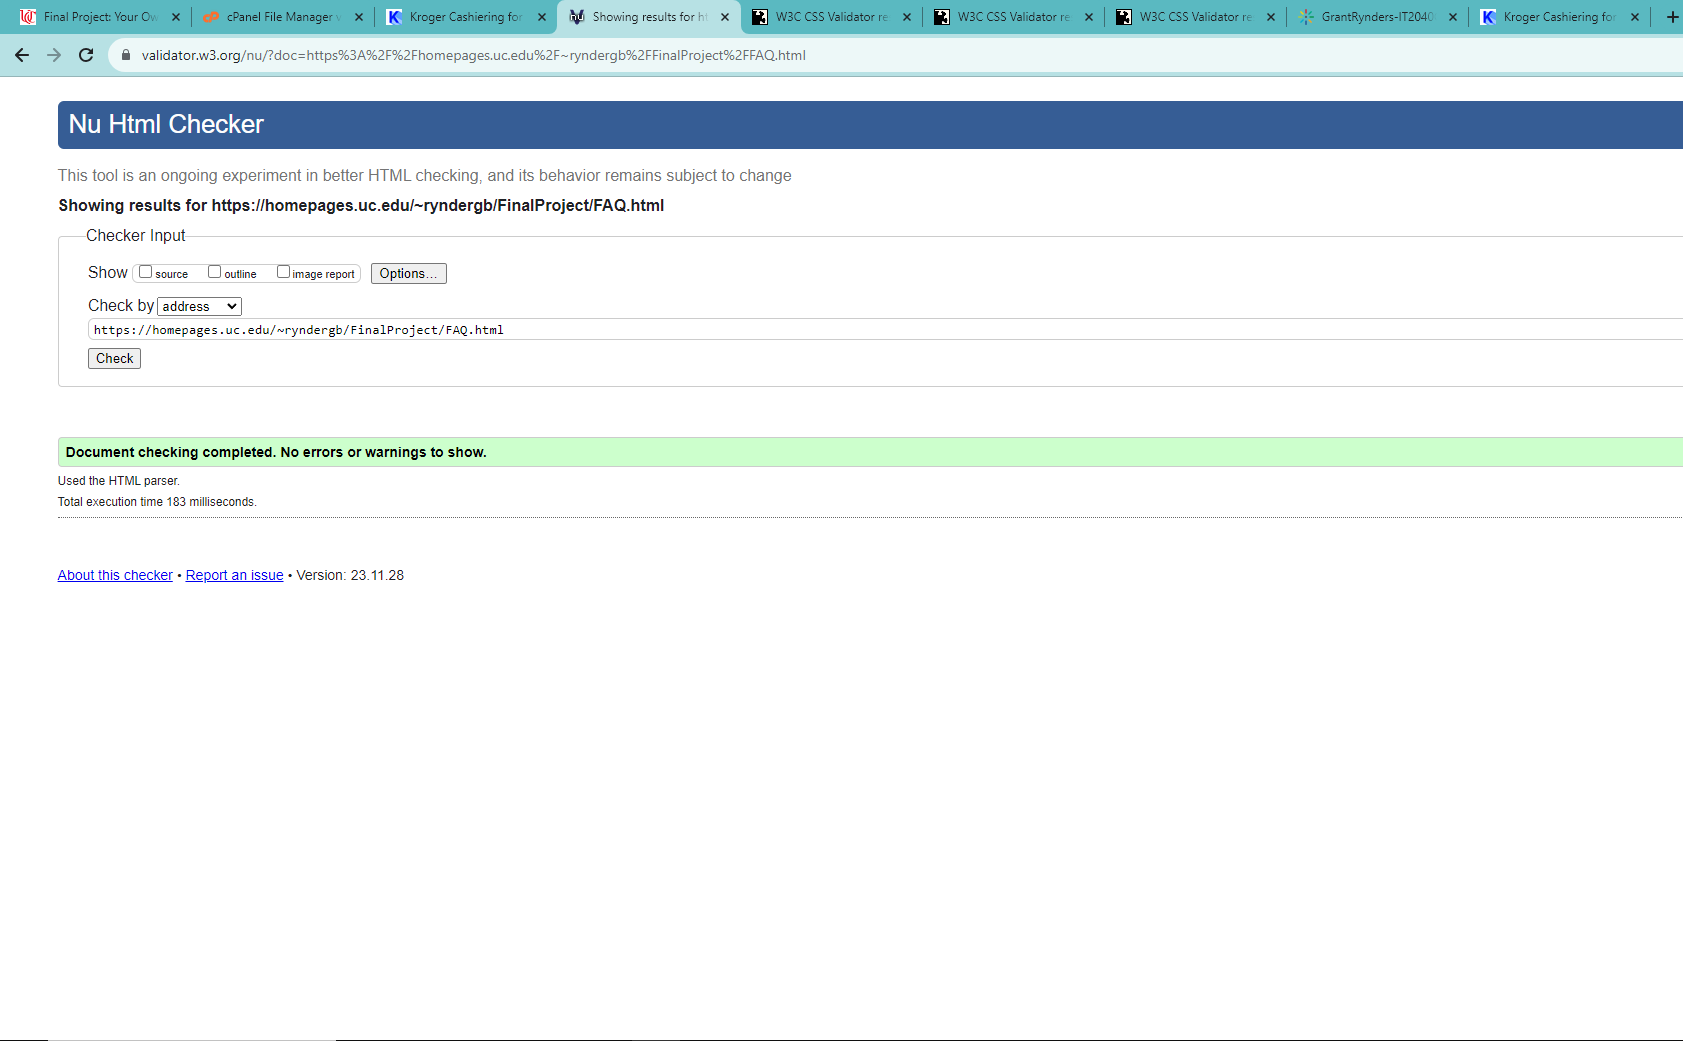 Final Project: Your Ow
cPanel File Manager v
Kroger Cashiering for
Showing results for ht
W3C CSS Validator re
W3C CSS Validator re
W3C CSS Validator re
GrantRynders-IT2040
Kroger Cashiering for
validator.w3.org/nu/?doc=https%3A%2F%2Fhomepages.uc.edu%2F~ryndergb%2FFinalProject%2FFAQ.html
Nu Html Checker
This tool is an ongoing experiment in better HTML checking, and its behavior remains subject to change
Showing results for https://homepages.uc.edu/~ryndergb/FinalProject/FAQ.html
Checker Input
Show source outline image report Options...
Check by address
https://homepages.uc.edu/~ryndergb/FinalProject/FAQ.html
Check
Document checking completed. No errors or warnings to show.
Used the HTML parser.
Total execution time 183 milliseconds.
About this checker • Report an issue • Version: 23.11.28